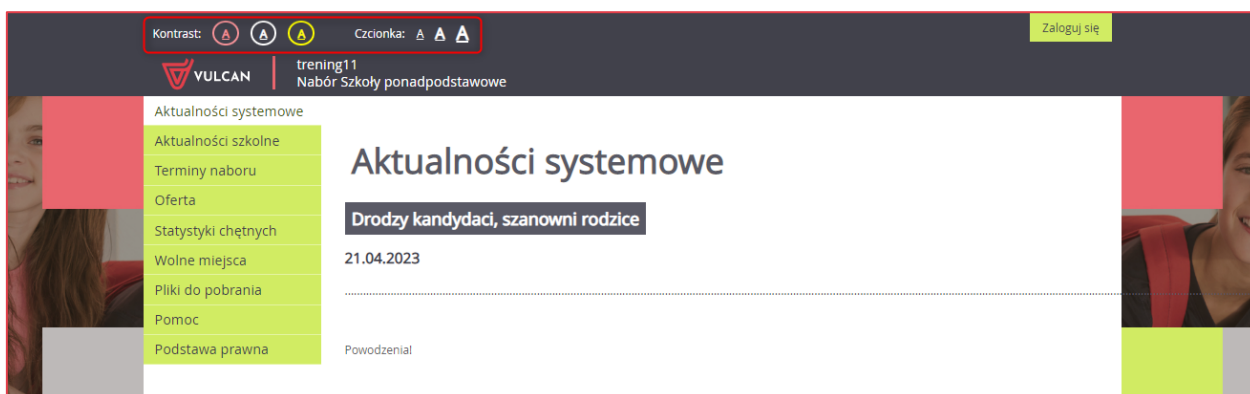 Kontrast: A A A Czcionka: A A A
Zaloguj się
VULCAN
trening11
Nabór Szkoły ponadpodstawowe
Aktualności systemowe
Aktualności szkolne
Terminy naboru
Oferta
Statystyki chętnych
Wolne miejsca
Pliki do pobrania
Pomoc
Podstawa prawna
Aktualności systemowe
Drodzy kandydaci, szanowni rodzice
21.04.2023
Powodzenia!